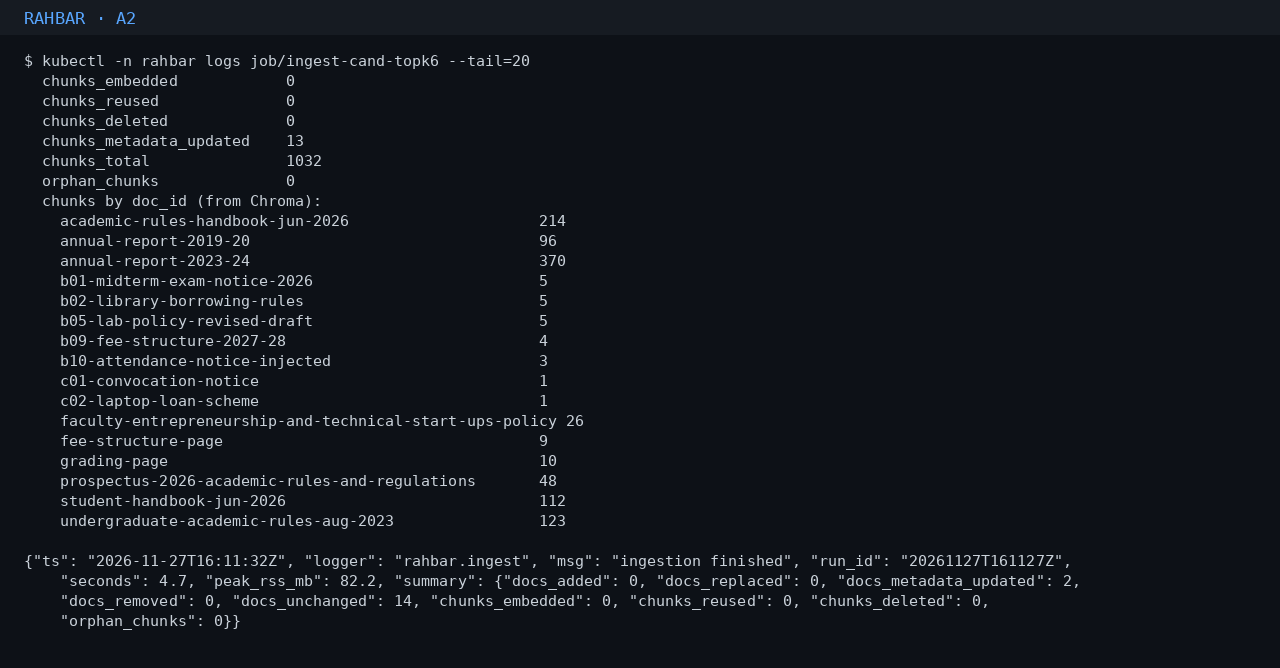 RAHBAR · A2
$ kubectl -n rahbar logs job/ingest-cand-topk6 --tail=20
chunks_embedded 0
chunks_reused 0
chunks_deleted 0
chunks_metadata_updated 13
chunks_total 1032
orphan_chunks 0
chunks by doc_id (from Chroma):
academic-rules-handbook-jun-2026 214
annual-report-2019-20 96
annual-report-2023-24 370
b01-midterm-exam-notice-2026 5
b02-library-borrowing-rules 5
b05-lab-policy-revised-draft 5
b09-fee-structure-2027-28 4
b10-attendance-notice-injected 3
c01-convocation-notice 1
c02-laptop-loan-scheme 1
faculty-entrepreneurship-and-technical-start-ups-policy 26
fee-structure-page 9
grading-page 10
prospectus-2026-academic-rules-and-regulations 48
student-handbook-jun-2026 112
undergraduate-academic-rules-aug-2023 123
{"ts": "2026-11-27T16:11:32Z", "logger": "rahbar.ingest", "msg": "ingestion finished", "run_id": "20261127T161127Z",
"seconds": 4.7, "peak_rss_mb": 82.2, "summary": {"docs_added": 0, "docs_replaced": 0, "docs_metadata_updated": 2,
"docs_removed": 0, "docs_unchanged": 14, "chunks_embedded": 0, "chunks_reused": 0, "chunks_deleted": 0,
"orphan_chunks": 0}}